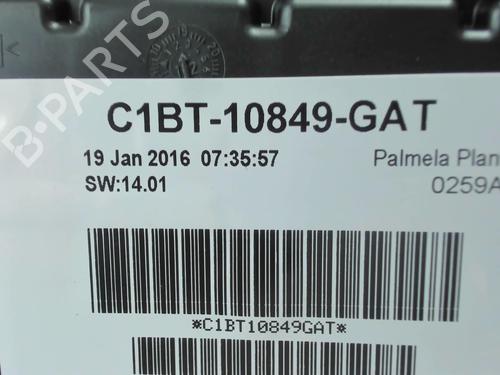 B-PARTS
C1BT-10849-GAT
19 Jan 2016 07:35:57
Palmela Plan
SW:14.01
0259A
*C1BT10849GAT*